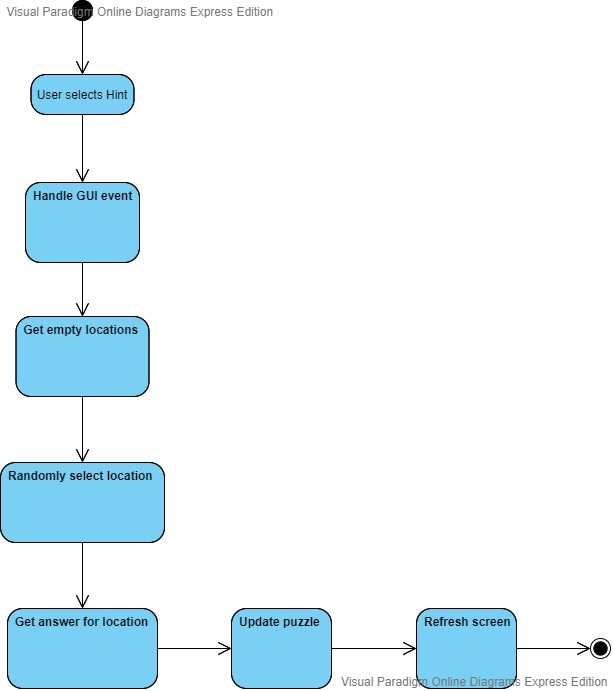 Visual Paradigm Online Diagrams Express Edition
User selects Hint
Handle GUI event
Get empty locations
Randomly select location
Get answer for location
Update puzzle
Refresh screen
Visual Paradigm Online Diagrams Express Edition